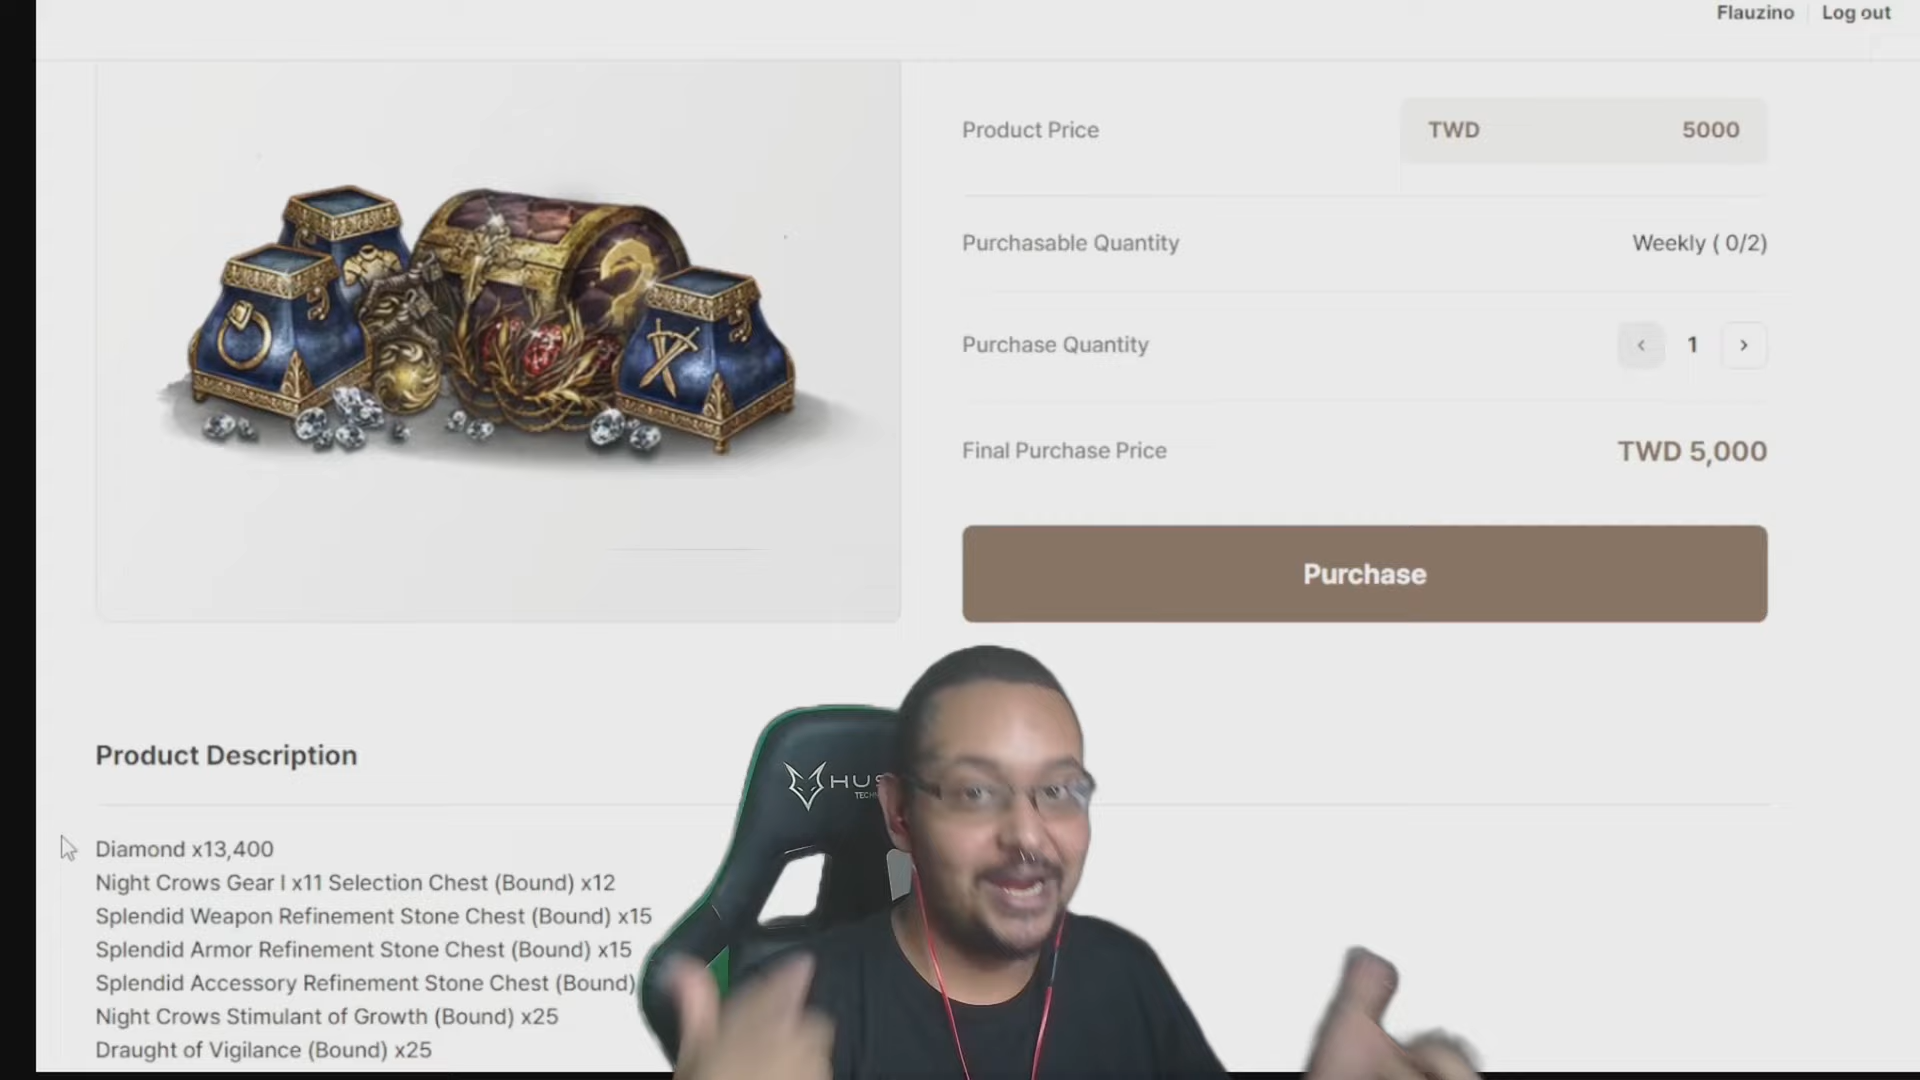 Flauzino
Log out
Product Price
TWD 5000
Purchasable Quantity
Weekly ( 0/2)
Purchase Quantity
1
Final Purchase Price
TWD 5,000
Purchase
Product Description
Diamond x13,400
Night Crows Gear I x11 Selection Chest (Bound) x12
Splendid Weapon Refinement Stone Chest (Bound) x15
Splendid Armor Refinement Stone Chest (Bound) x15
Splendid Accessory Refinement Stone Chest (Bound)
Night Crows Stimulant of Growth (Bound) x25
Draught of Vigilance (Bound) x25